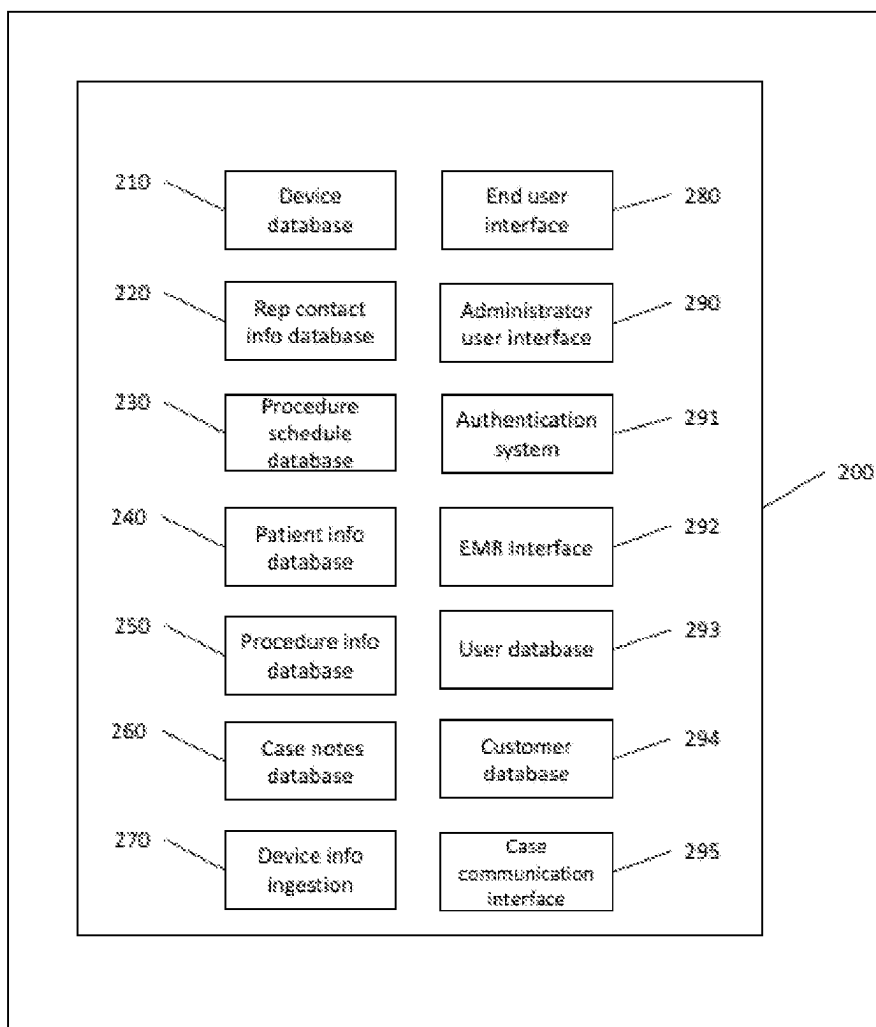 210
Device
database
End user
interface
280
220
Rep contact
info database
Administrator
user interface
290
230
Procedure
schedule
database
Authentication
system
291
200
240
Patient info
database
EMR Interface
292
250
Procedure info
database
User database
293
260
Case notes
database
Customer
database
294
270
Device info
ingestion
Case
communication
interface
295